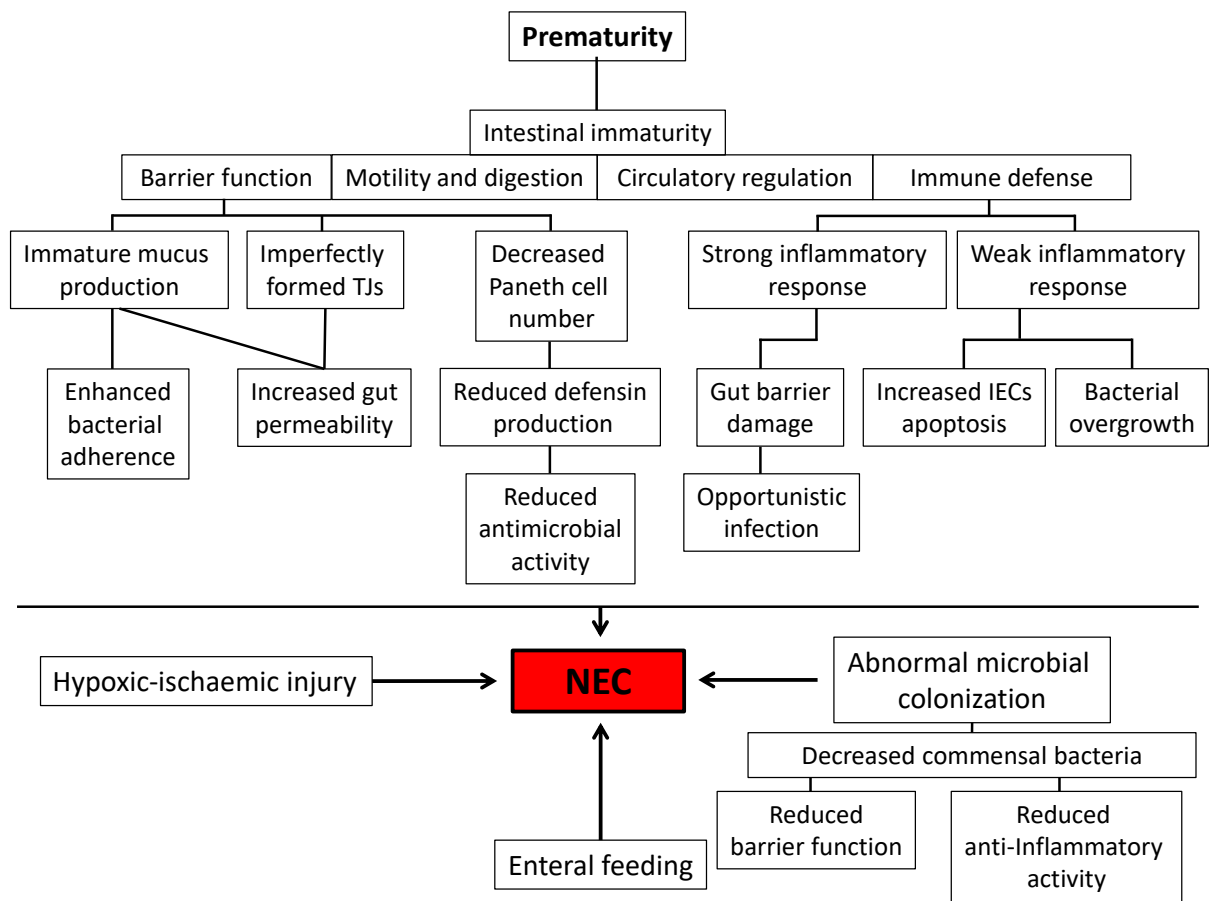 Prematurity
Intestinal immaturity
Barrier function
Motility and digestion
Circulatory regulation
Immune defense
Immature mucus
production
Imperfectly
formed TJs
Decreased
Paneth cell
number
Strong inflammatory
response
Weak inflammatory
response
Enhanced
bacterial
adherence
Increased gut
permeability
Reduced defensin
production
Gut barrier
damage
Increased IECs
apoptosis
Bacterial
overgrowth
Reduced
antimicrobial
activity
Opportunistic
infection
Hypoxic-ischaemic injury
NEC
Abnormal microbial
colonization
Decreased commensal bacteria
Reduced
barrier function
Reduced
anti-Inflammatory
activity
Enteral feeding